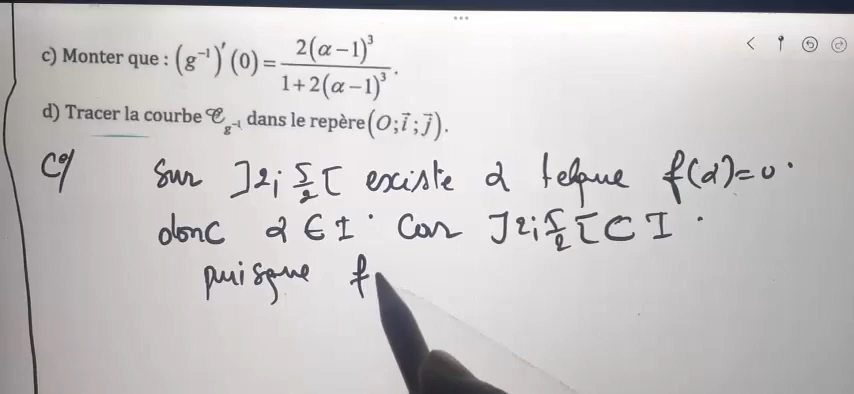 c) Monter que : (g⁻¹)'(0) = 2(α−1)³ / 1+2(α−1)³ .
d) Tracer la courbe 𝒞g⁻¹ dans le repère (O; i⃗ ; j⃗).
C°/ Sur ]2; 5/2[ existe α telque f(α)=0.
donc α ∈ I. Car ]2; 5/2[ ⊂ I.
puisque f